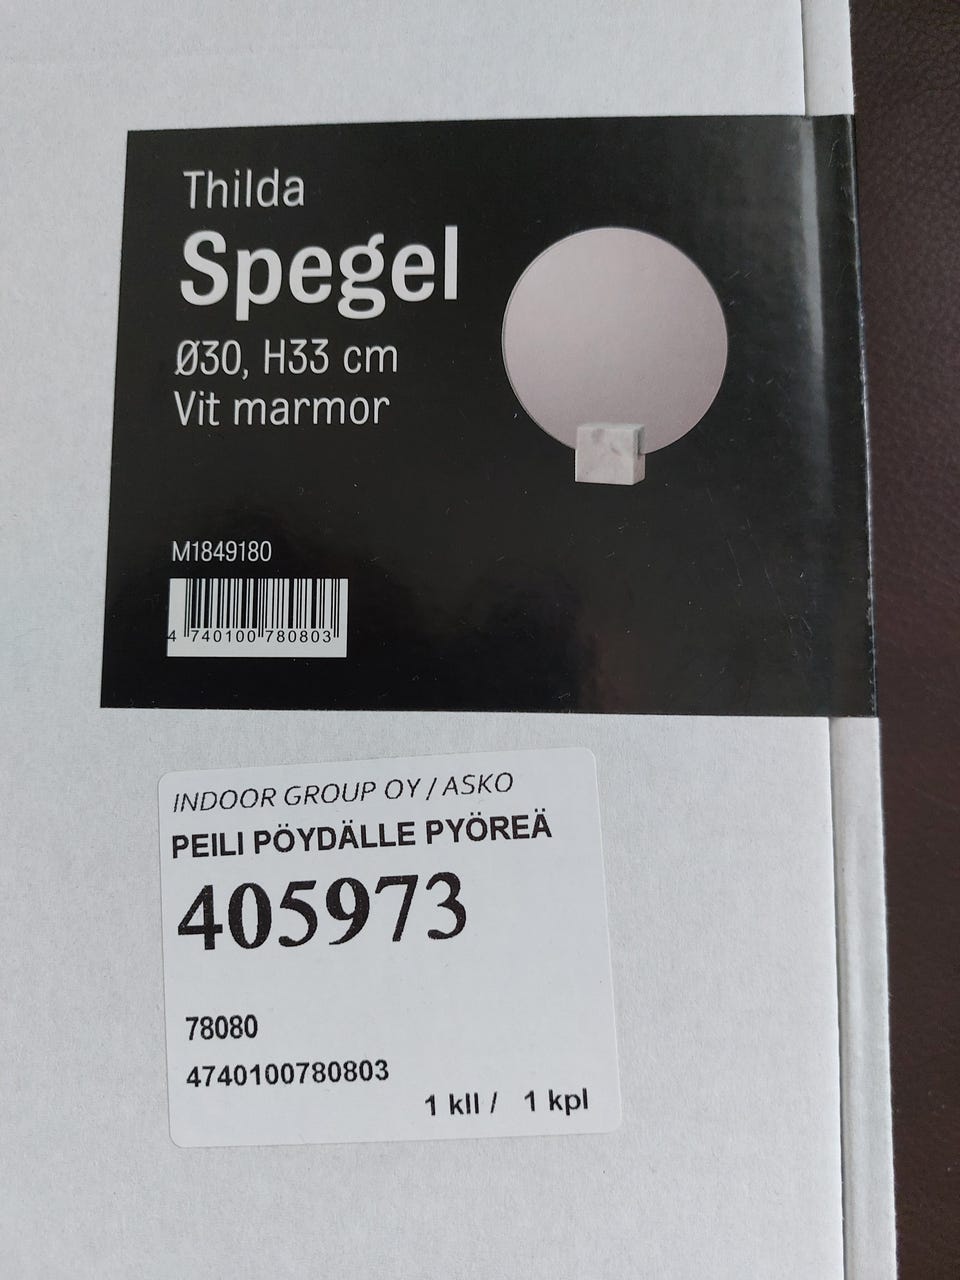 Thilda
Spegel
Ø30, H33 cm
Vit marmor
M1849180
4 740100 780803
INDOOR GROUP OY / ASKO
PEILI PÖYDÄLLE PYÖREÄ
405973
78080
4740100780803
1 kll / 1 kpl